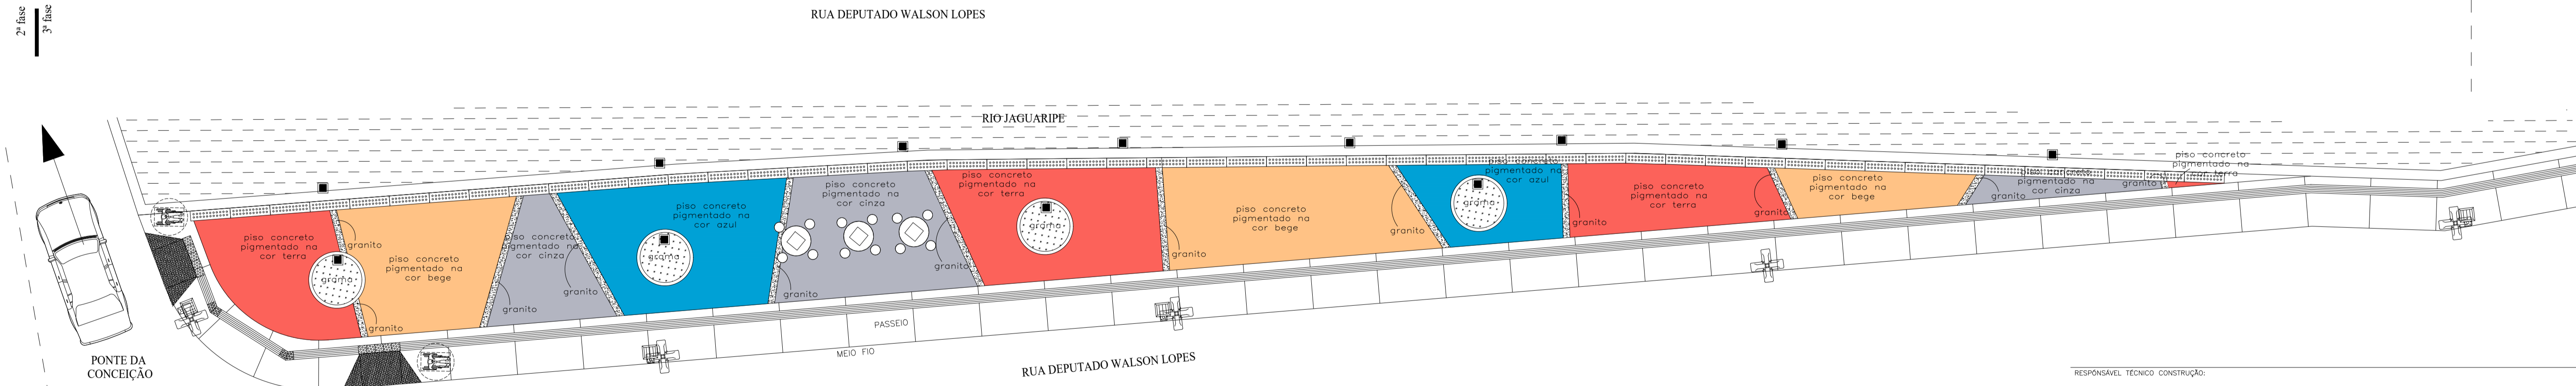 2ª fase
3ª fase
RUA DEPUTADO WALSON LOPES
RIO JAGUARIPE
piso concreto
pigmentado na
cor terra
grama
granito
granito
piso concreto
pigmentado na
cor bege
piso concreto
pigmentado na
cor cinza
granito
granito
piso concreto
pigmentado na
cor azul
grama
granito
piso concreto
pigmentado na
cor cinza
granito
piso concreto
pigmentado na
cor terra
grama
granito
piso concreto
pigmentado na
cor bege
granito
piso concreto
pigmentado na
cor azul
grama
granito
piso concreto
pigmentado na
cor terra
granito
piso concreto
pigmentado na
cor bege
granito
piso concreto
pigmentado na
cor cinza
granito
piso concreto
pigmentado na
cor terra
PASSEIO
MEIO FIO
PONTE DA
CONCEIÇÃO
RUA DEPUTADO WALSON LOPES
RESPÓNSÁVEL TÉCNICO CONSTRUÇÃO: